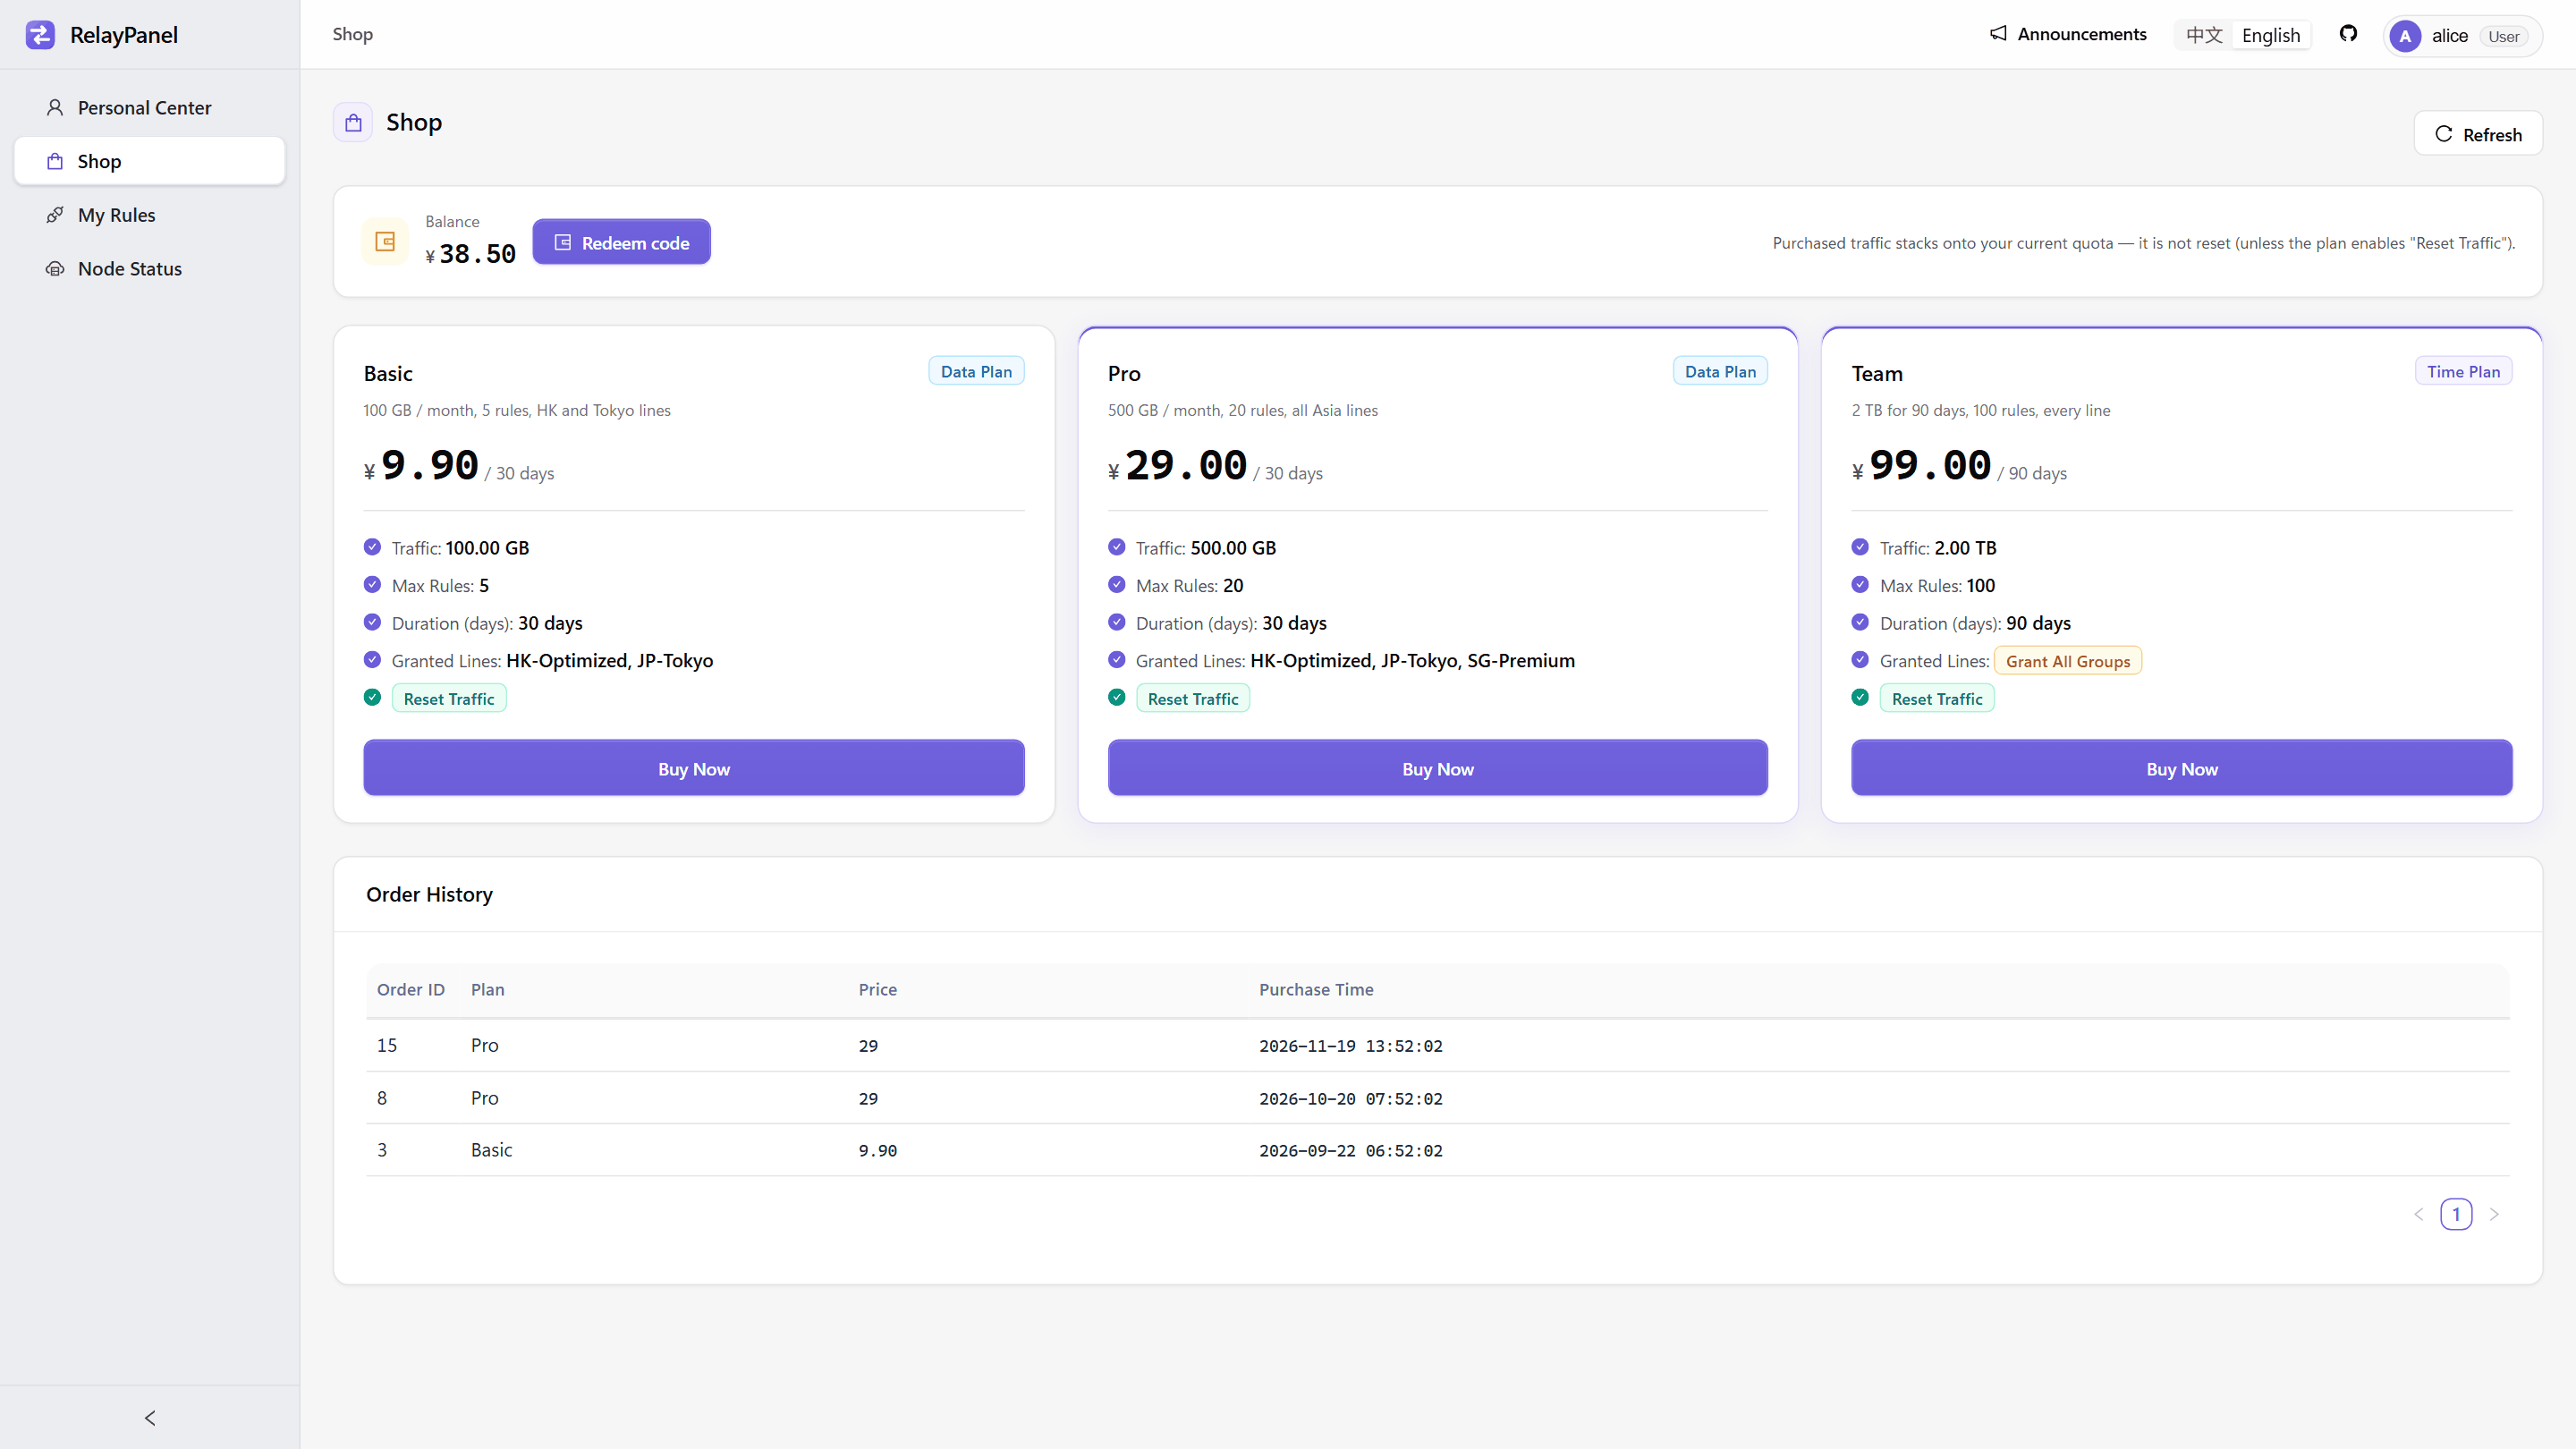 RelayPanel
Shop
Announcements
中文
English
A
alice
User
Personal Center
Shop
My Rules
Node Status
Shop
Refresh
Balance
¥ 38.50
Redeem code
Purchased traffic stacks onto your current quota — it is not reset (unless the plan enables "Reset Traffic").
Basic
Data Plan
100 GB / month, 5 rules, HK and Tokyo lines
¥ 9.90 / 30 days
Traffic: 100.00 GB
Max Rules: 5
Duration (days): 30 days
Granted Lines: HK-Optimized, JP-Tokyo
Reset Traffic
Buy Now
Pro
Data Plan
500 GB / month, 20 rules, all Asia lines
¥ 29.00 / 30 days
Traffic: 500.00 GB
Max Rules: 20
Duration (days): 30 days
Granted Lines: HK-Optimized, JP-Tokyo, SG-Premium
Reset Traffic
Buy Now
Team
Time Plan
2 TB for 90 days, 100 rules, every line
¥ 99.00 / 90 days
Traffic: 2.00 TB
Max Rules: 100
Duration (days): 90 days
Granted Lines: Grant All Groups
Reset Traffic
Buy Now
Order History
Order ID Plan Price Purchase Time
15 Pro 29 2026-11-19 13:52:02
8 Pro 29 2026-10-20 07:52:02
3 Basic 9.90 2026-09-22 06:52:02
1